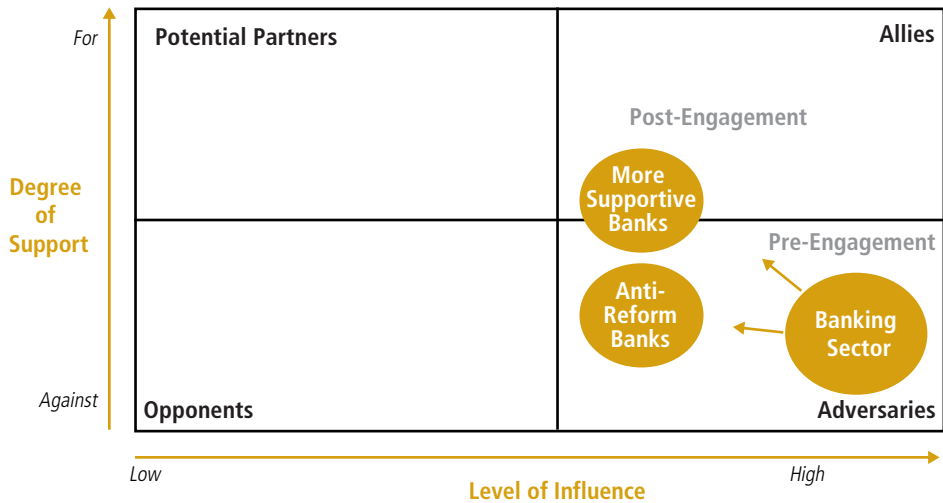 For
Potential Partners
Allies
Post-Engagement
More
Supportive
Banks
Degree
of
Support
Pre-Engagement
Anti-
Reform
Banks
Banking
Sector
Against
Opponents
Adversaries
Low
High
Level of Influence